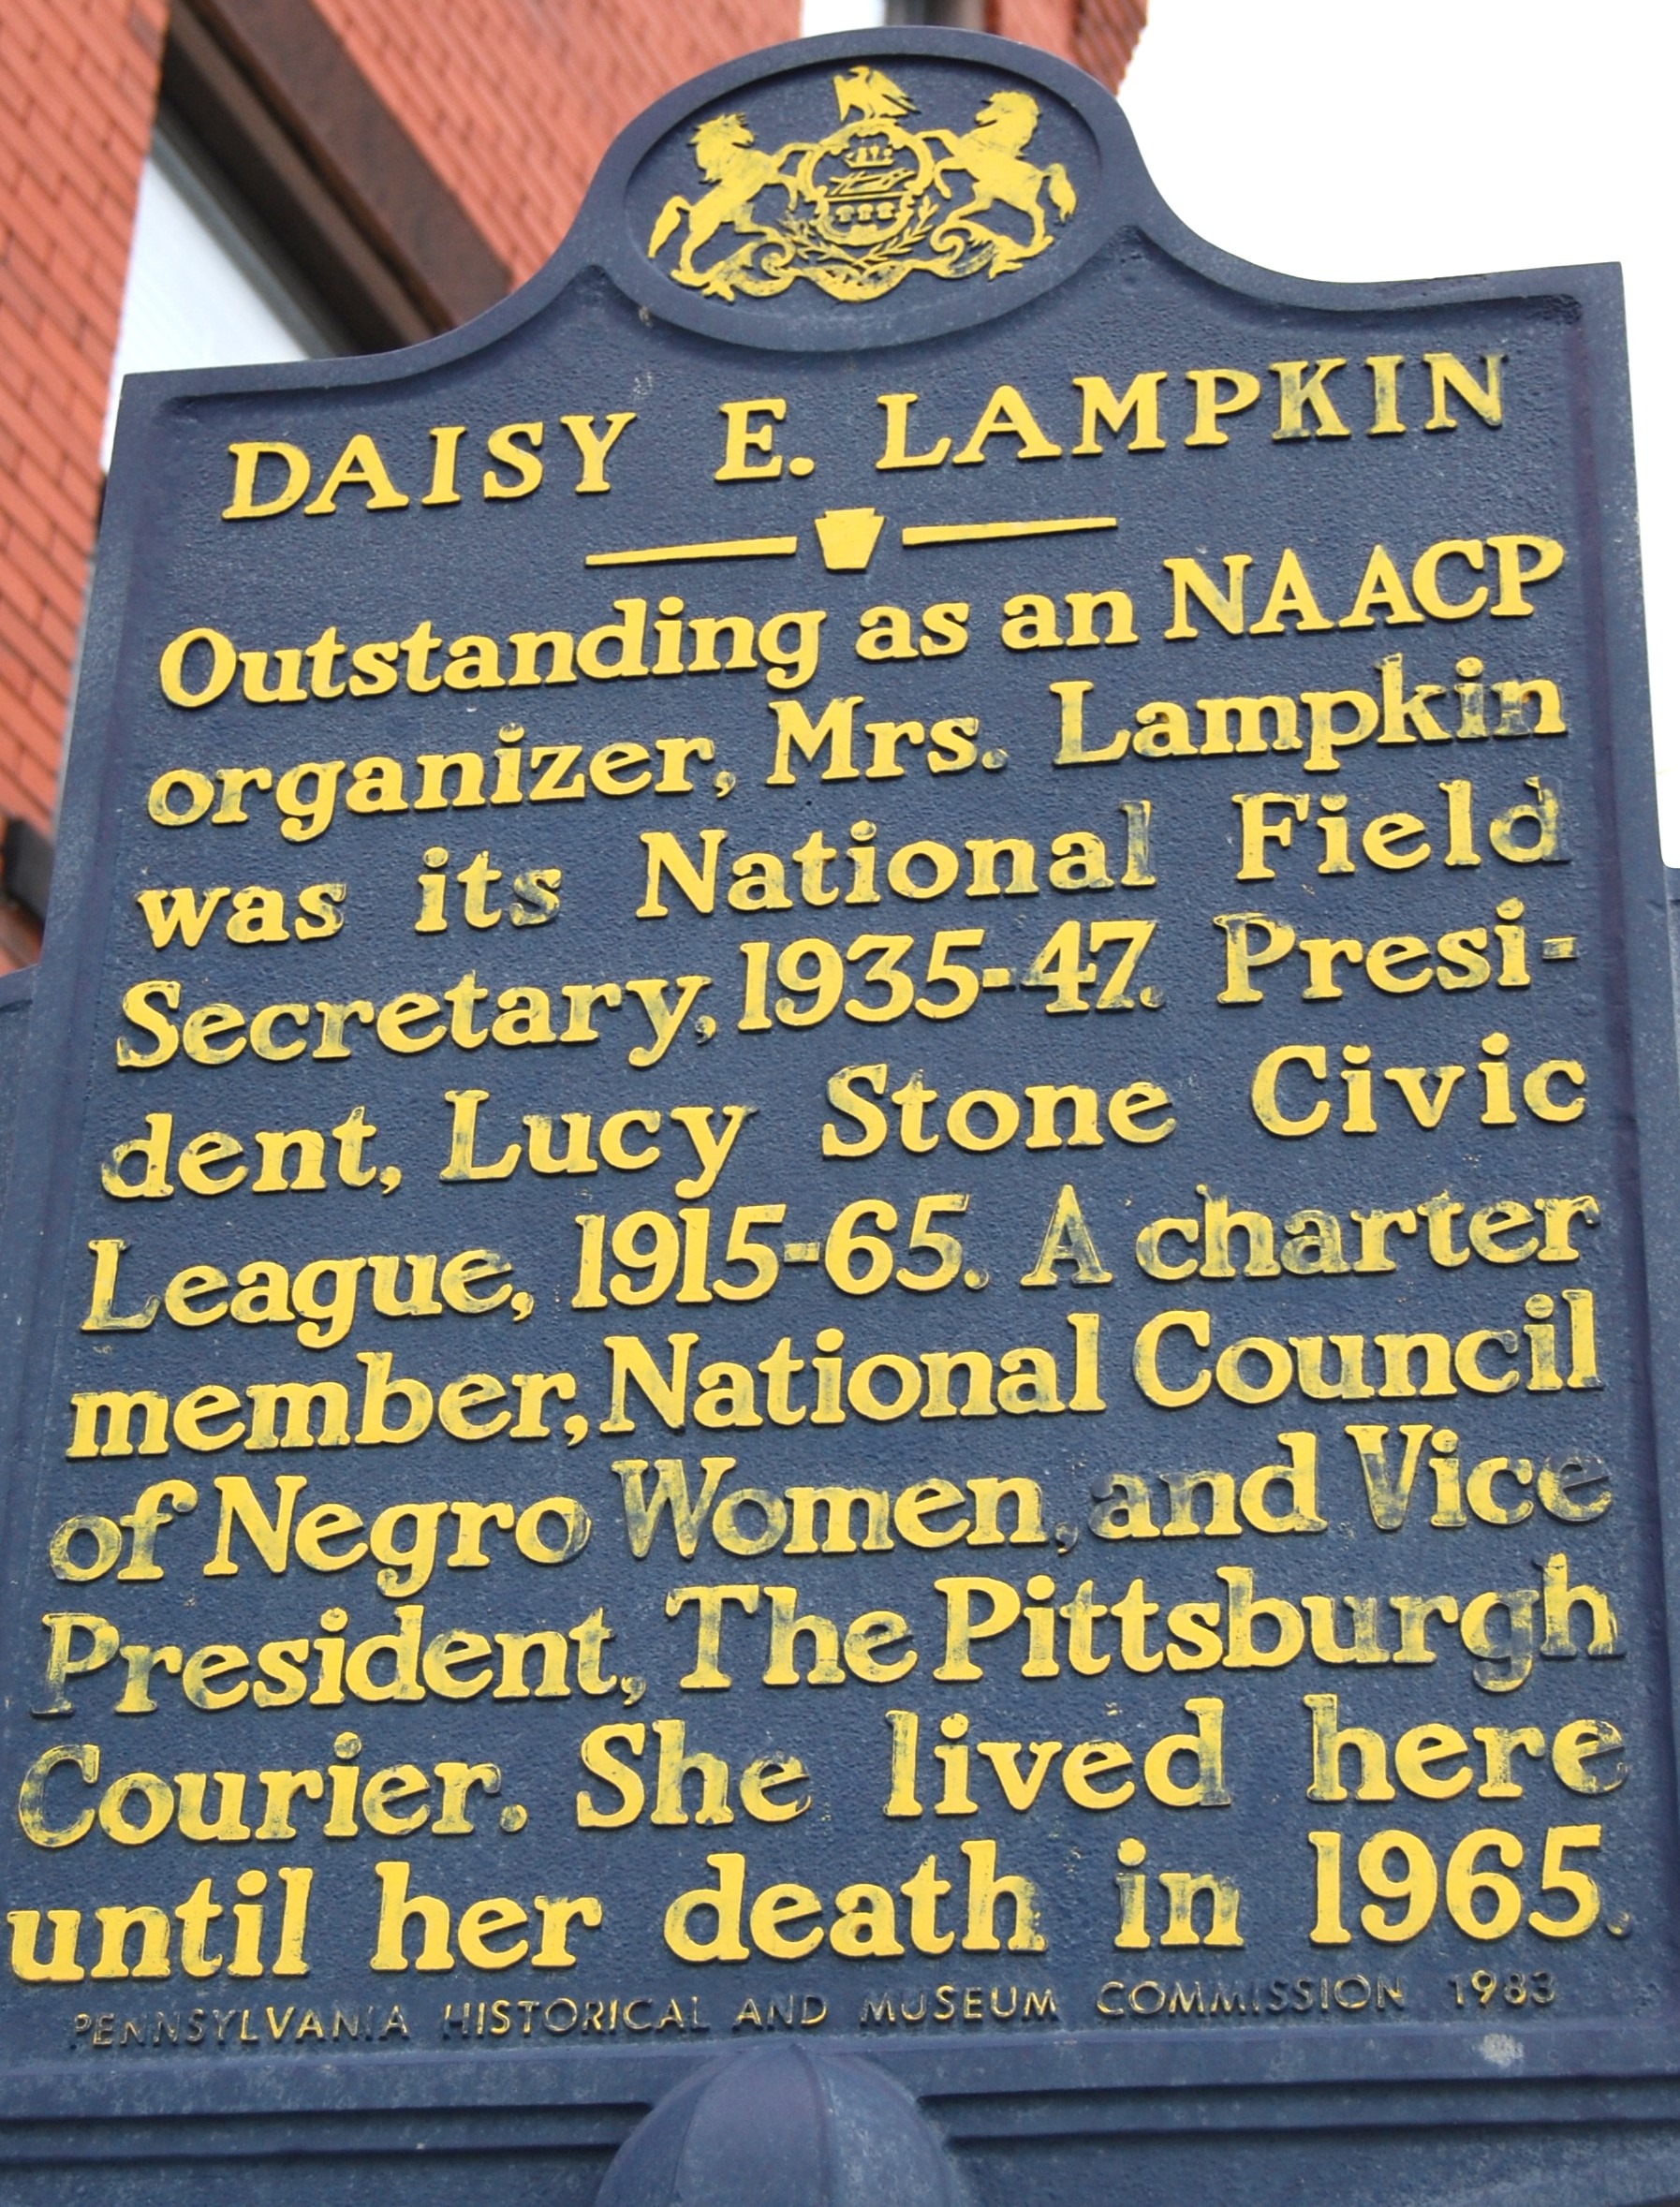 DAISY E. LAMPKIN
Outstanding as an NAACP
organizer, Mrs. Lampkin
was its National Field
Secretary, 1935-47. Presi-
dent, Lucy Stone Civic
League, 1915-65. A charter
member, National Council
of Negro Women, and Vice
President, The Pittsburgh
Courier. She lived here
until her death in 1965.
PENNSYLVANIA HISTORICAL AND MUSEUM COMMISSION 1983